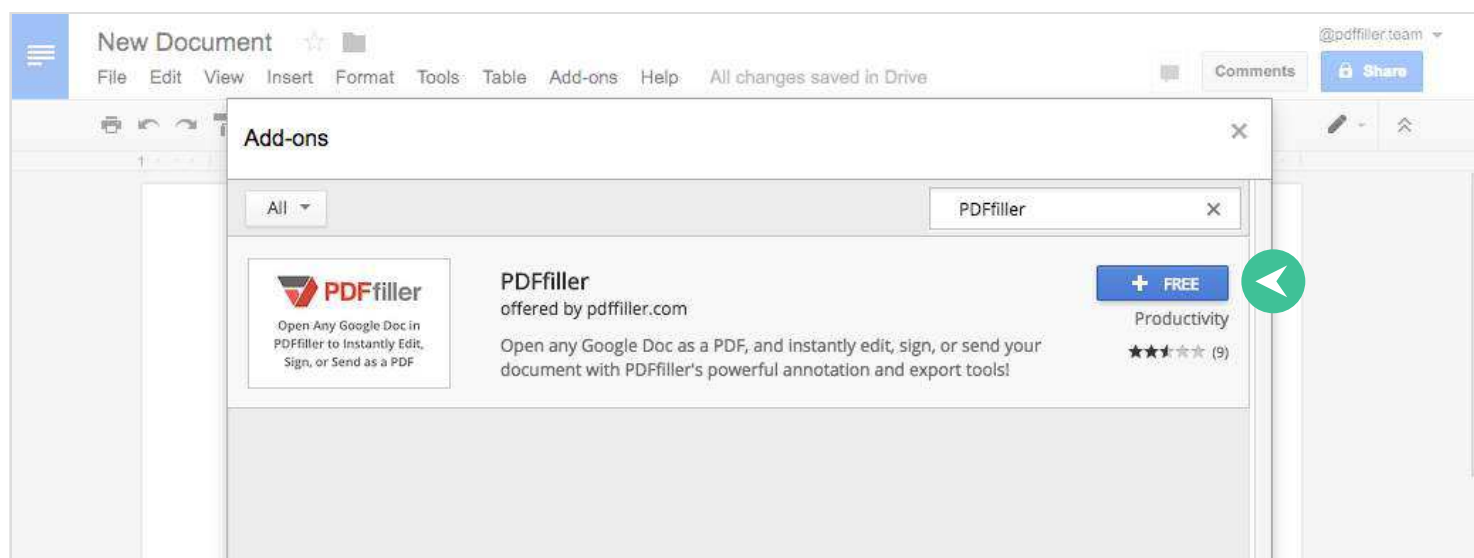 New Document
@pdffiller.team
File Edit View Insert Format Tools Table Add-ons Help All changes saved in Drive
Comments
Share
Add-ons
1
All
PDFfiller
PDFfiller
Open Any Google Doc in
PDFfiller to Instantly Edit,
Sign, or Send as a PDF
PDFfiller
offered by pdffiller.com
Open any Google Doc as a PDF, and instantly edit, sign, or send your
document with PDFfiller's powerful annotation and export tools!
+ FREE
Productivity
(9)